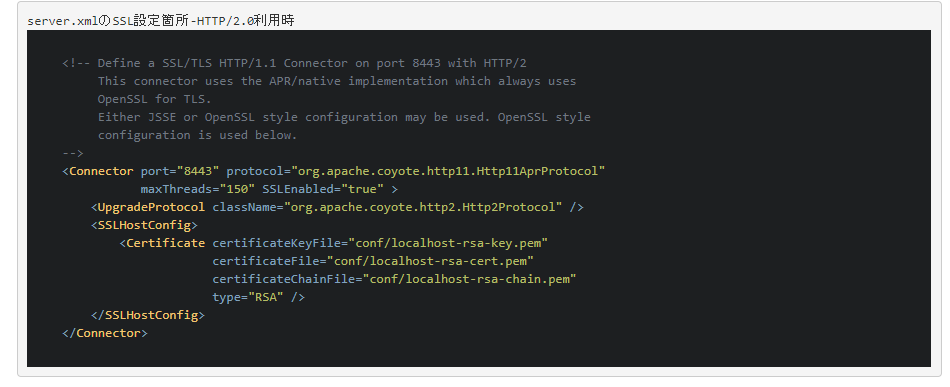 server.xmlのSSL設定箇所-HTTP/2.0利用時
<!-- Define a SSL/TLS HTTP/1.1 Connector on port 8443 with HTTP/2
This connector uses the APR/native implementation which always uses
OpenSSL for TLS.
Either JSSE or OpenSSL style configuration may be used. OpenSSL style
configuration is used below.
-->
<Connector port="8443" protocol="org.apache.coyote.http11.Http11AprProtocol"
maxThreads="150" SSLEnabled="true" >
<UpgradeProtocol className="org.apache.coyote.http2.Http2Protocol" />
<SSLHostConfig>
<Certificate certificateKeyFile="conf/localhost-rsa-key.pem"
certificateFile="conf/localhost-rsa-cert.pem"
certificateChainFile="conf/localhost-rsa-chain.pem"
type="RSA" />
</SSLHostConfig>
</Connector>